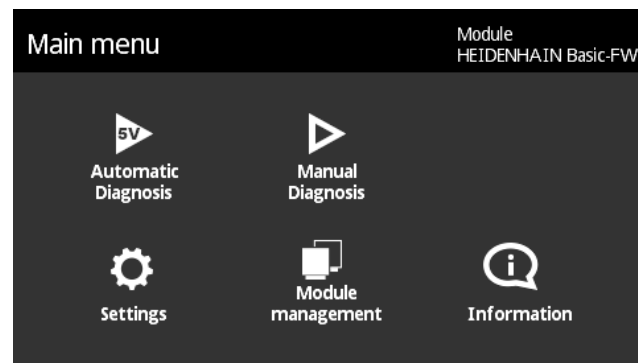 Main menu
Module
HEIDENHAIN Basic-FW
5V
Automatic
Diagnosis
Manual
Diagnosis
Settings
Module
management
Information